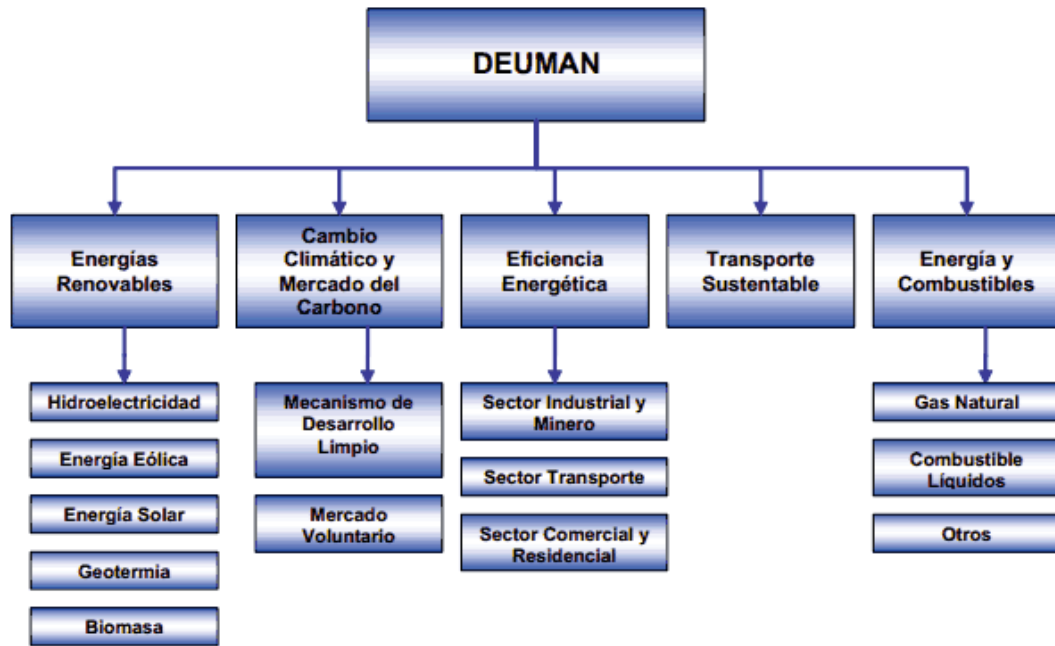 DEUMAN
Energías
Renovables
Cambio
Climático y
Mercado del
Carbono
Eficiencia
Energética
Transporte
Sustentable
Energía y
Combustibles
Hidroelectricidad
Energía Eólica
Energía Solar
Geotermia
Biomasa
Mecanismo de
Desarrollo
Limpio
Mercado
Voluntario
Sector Industrial y
Minero
Sector Transporte
Sector Comercial y
Residencial
Gas Natural
Combustible
Líquidos
Otros